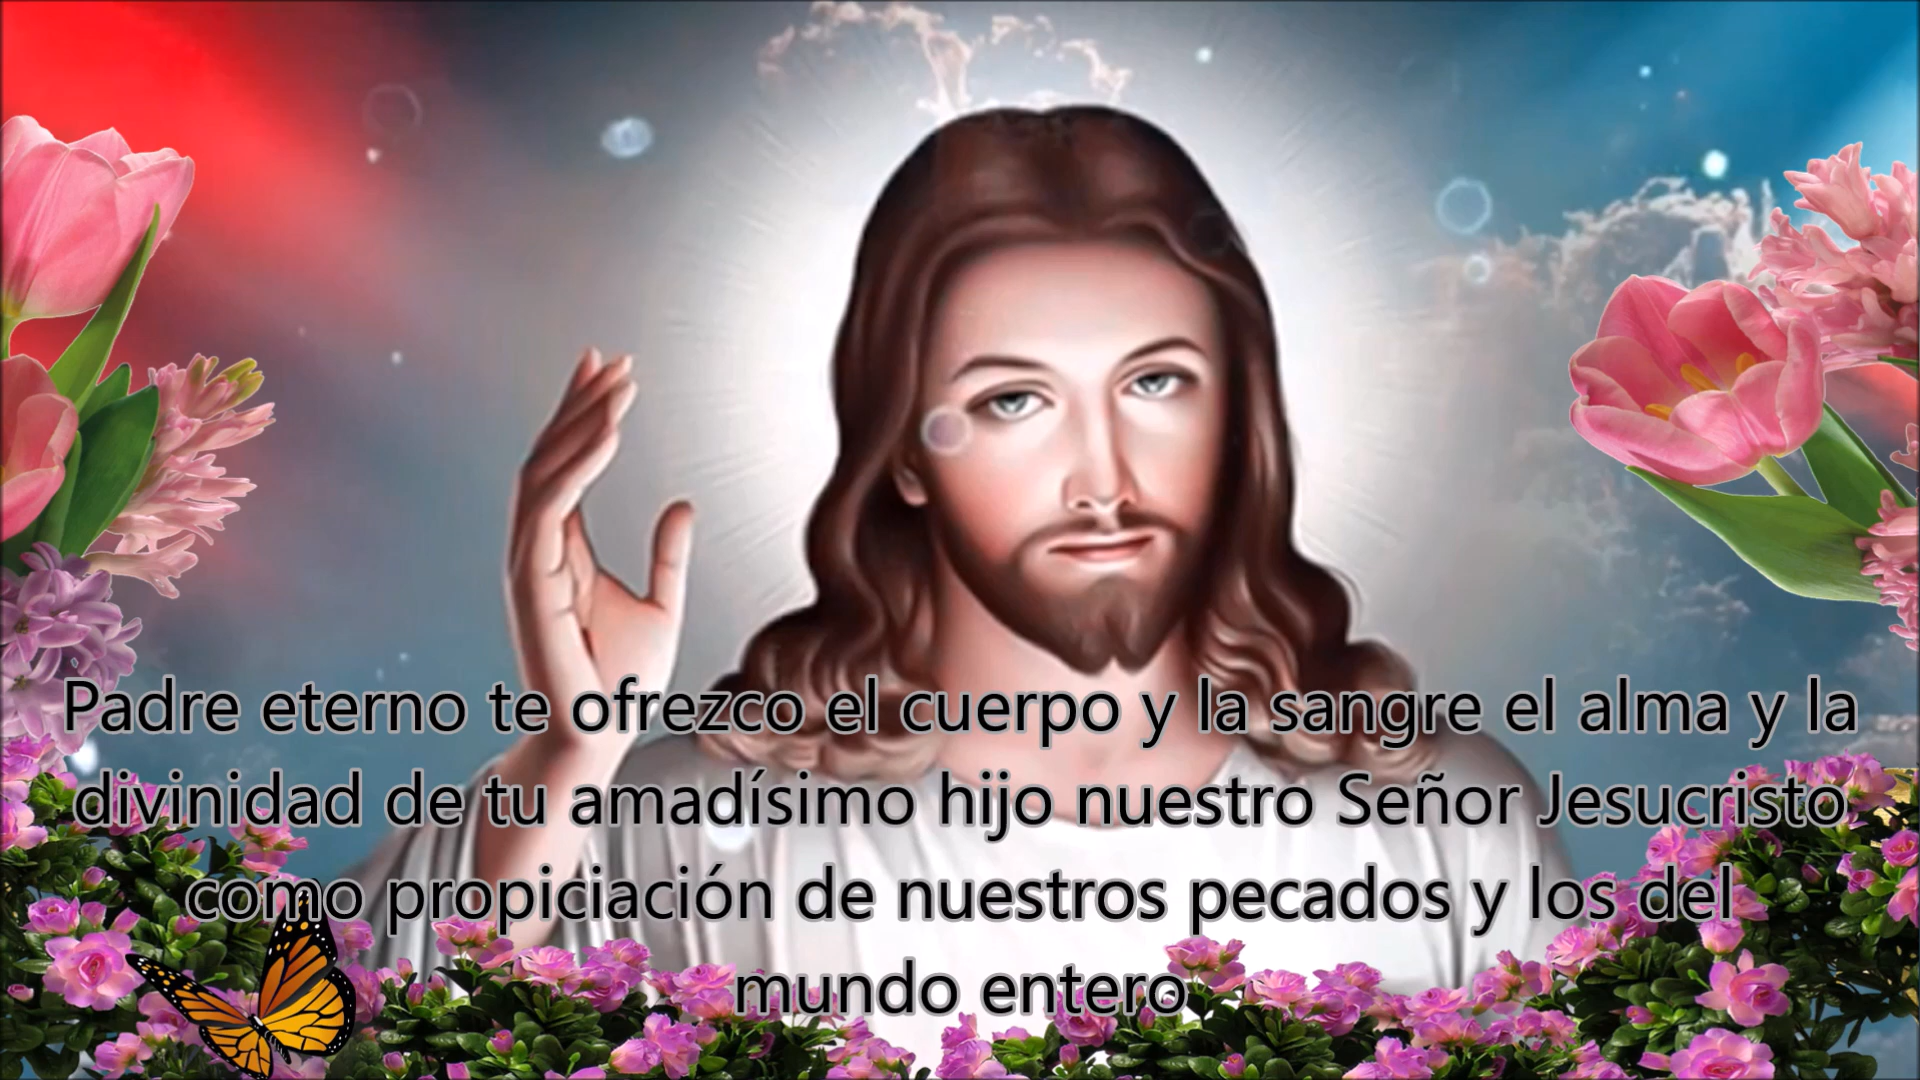 Padre eterno te ofrezco el cuerpo y la sangre el alma y la
divinidad de tu amadísimo hijo nuestro Señor Jesucristo
como propiciación de nuestros pecados y los del
mundo entero